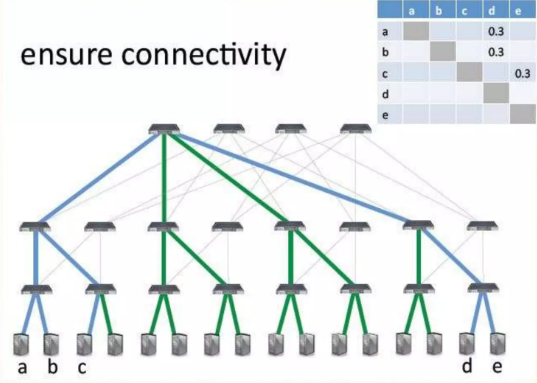 a b c d e
a 0.3
b 0.3
c 0.3
d
e
ensure connectivity
a b c d e